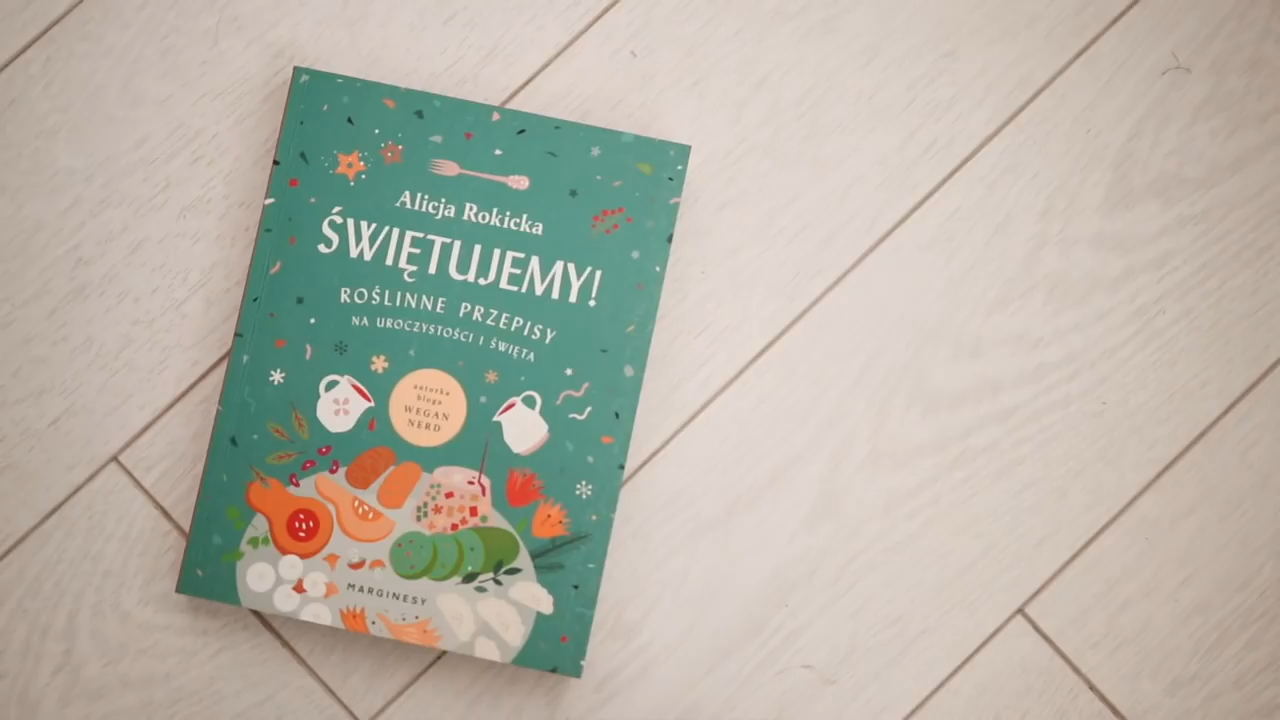 Alicja Rokicka
ŚWIĘTUJEMY!
ROŚLINNE PRZEPISY
NA UROCZYSTOŚCI I ŚWIĘTA
autorka
bloga
WEGAN
NERD
MARGINESY